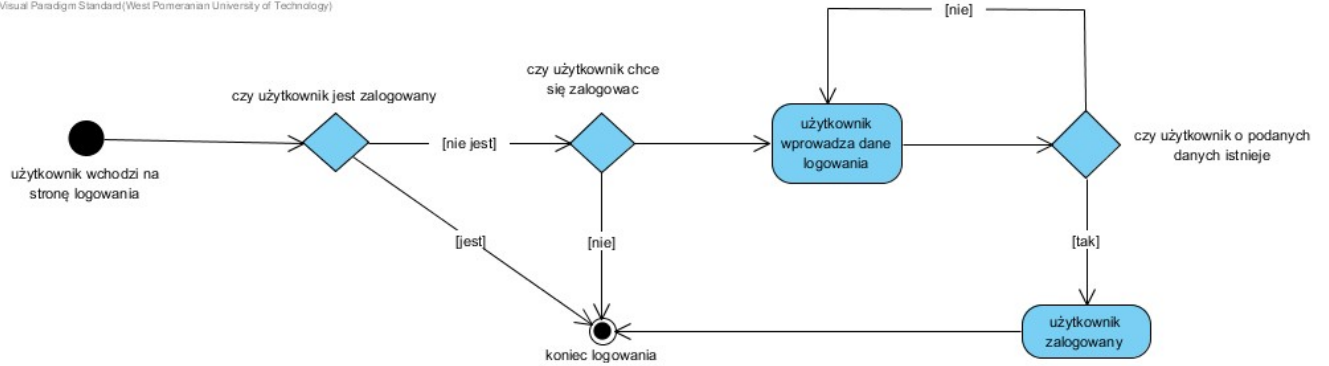 Visual Paradigm Standard(West Pomeranian University of Technology)
[nie]
czy użytkownik chce
się zalogowac
czy użytkownik jest zalogowany
użytkownik
wprowadza dane
logowania
[nie jest]
czy użytkownik o podanych
danych istnieje
użytkownik wchodzi na
stronę logowania
[jest]
[nie]
[tak]
użytkownik
zalogowany
koniec logowania